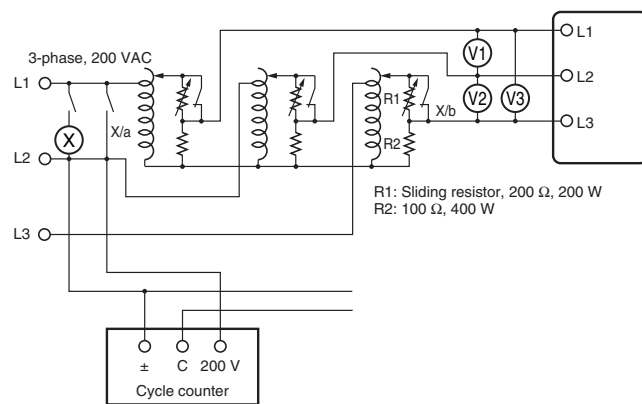 3-phase, 200 VAC
L1
X
X/a
L2
L3
R1
R2
X/b
V1
V2
V3
L1
L2
L3
R1: Sliding resistor, 200 Ω, 200 W
R2: 100 Ω, 400 W
± C 200 V
Cycle counter